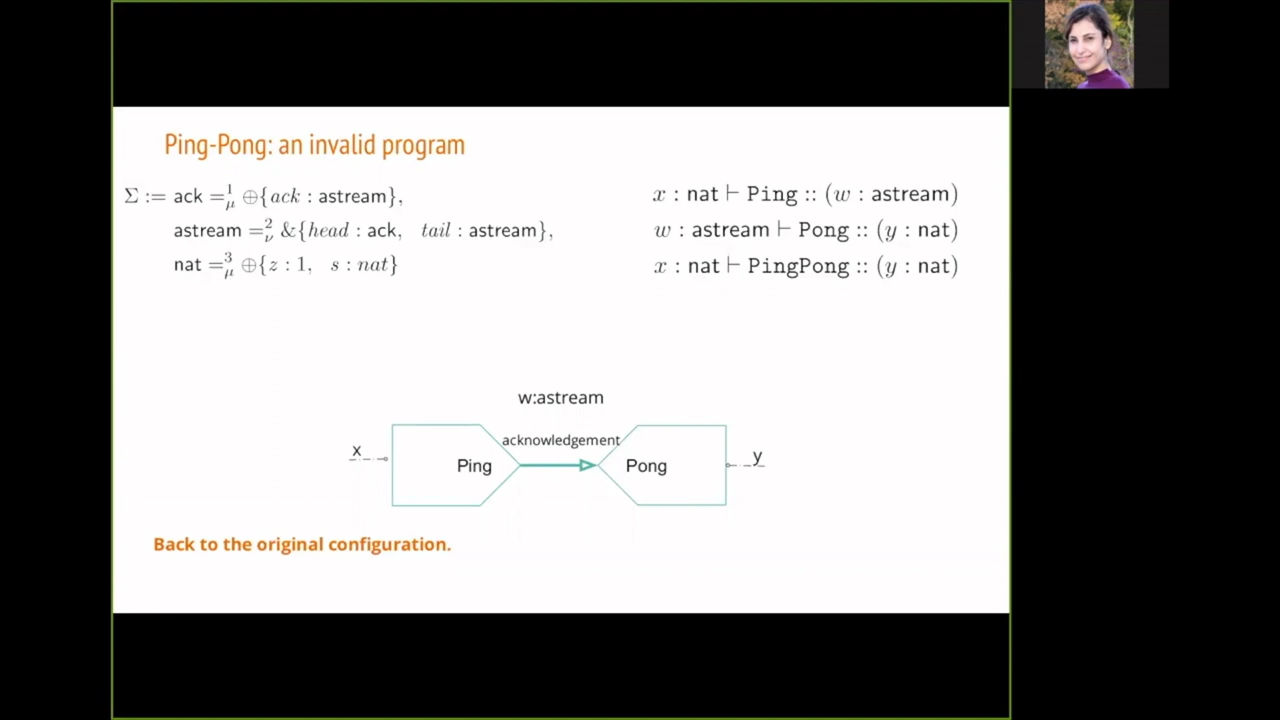 Ping-Pong: an invalid program
Σ := ack =¹_μ ⊕{ack : astream},
astream =²_ν &{head : ack, tail : astream},
nat =³_μ ⊕{z : 1, s : nat}
x : nat ⊢ Ping :: (w : astream)
w : astream ⊢ Pong :: (y : nat)
x : nat ⊢ PingPong :: (y : nat)
w:astream
acknowledgement
x
Ping
Pong
y
Back to the original configuration.